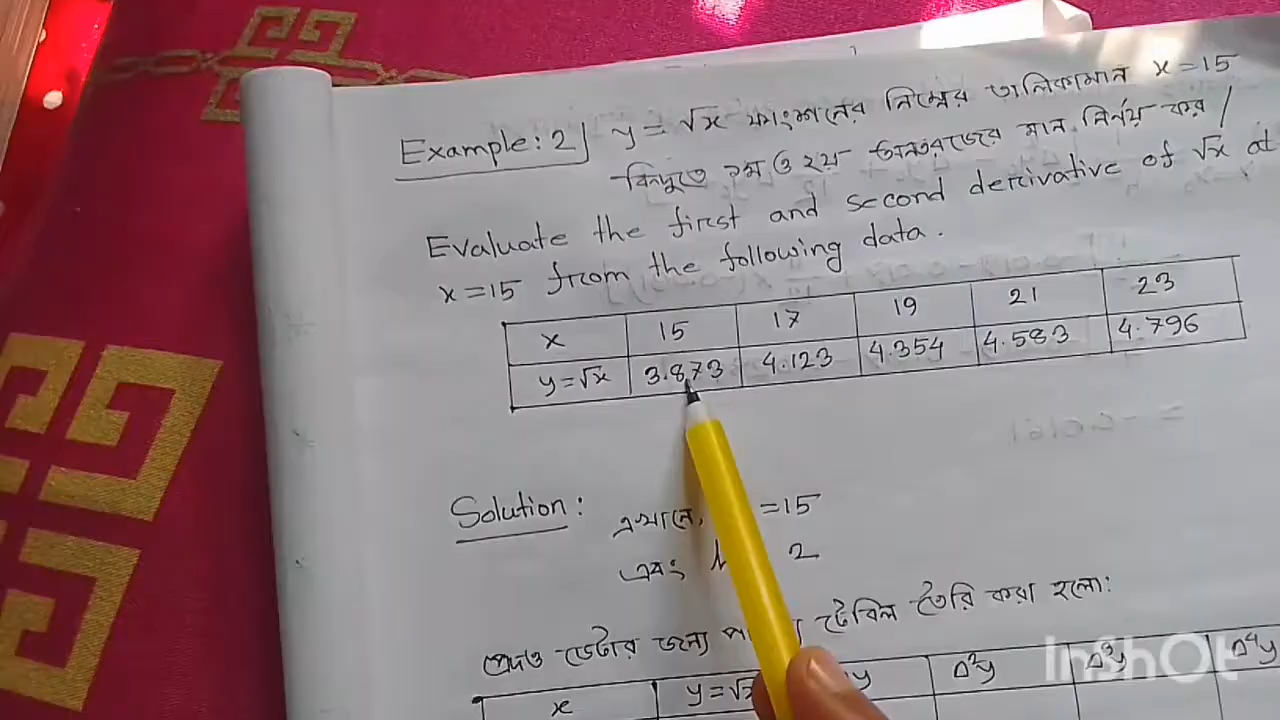 Example: 2] y = √x ফাংশনের নিম্নের তালিকামান x = 15
বিন্দুতে ১ম ও ২য় অন্তরজের মান নির্ণয় কর।
Evaluate the first and second derivative of √x at
x = 15 from the following data.
x 15 17 19 21 23
y = √x 3.873 4.123 4.354 4.583 4.796
Solution: এখানে, = 15
এবং 2
প্রদত্ত ডেটার জন্য টেবিল তৈরি করা হলো:
x y = √x y Δ²y Δ³y Δ⁴y
InShOt